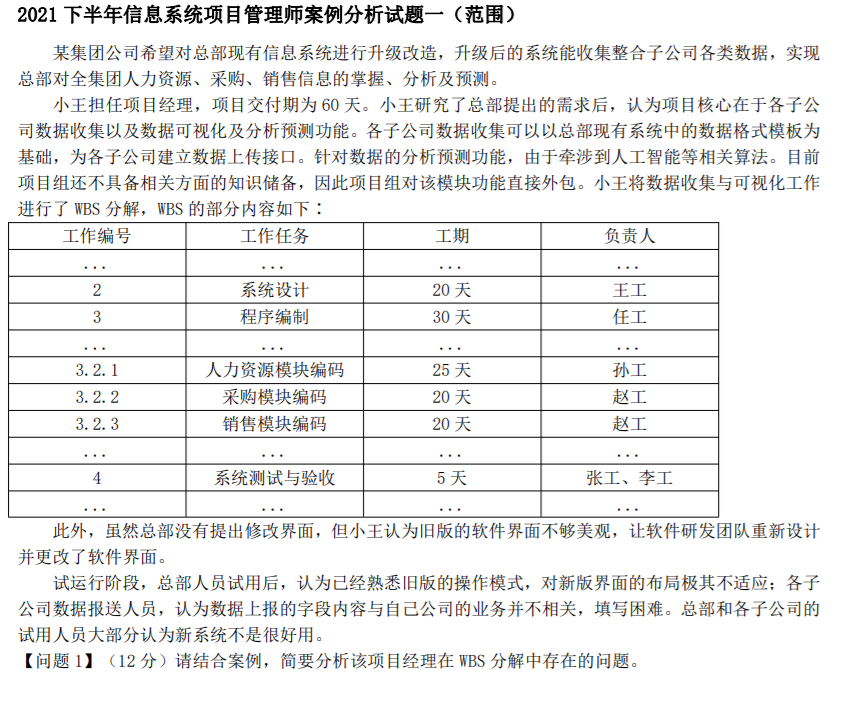 2021 下半年信息系统项目管理师案例分析试题一（范围）
某集团公司希望对总部现有信息系统进行升级改造，升级后的系统能收集整合子公司各类数据，实现
总部对全集团人力资源、采购、销售信息的掌握、分析及预测。
小王担任项目经理，项目交付期为 60 天。小王研究了总部提出的需求后，认为项目核心在于各子公
司数据收集以及数据可视化及分析预测功能。各子公司数据收集可以以总部现有系统中的数据格式模板为
基础，为各子公司建立数据上传接口。针对数据的分析预测功能，由于牵涉到人工智能等相关算法。目前
项目组还不具备相关方面的知识储备，因此项目组对该模块功能直接外包。小王将数据收集与可视化工作
进行了 WBS 分解，WBS 的部分内容如下：
工作编号 工作任务 工期 负责人
... ... ... ...
2 系统设计 20 天 王工
3 程序编制 30 天 任工
... ... ... ...
3.2.1 人力资源模块编码 25 天 孙工
3.2.2 采购模块编码 20 天 赵工
3.2.3 销售模块编码 20 天 赵工
... ... ... ...
4 系统测试与验收 5 天 张工、李工
... ... ... ...
此外，虽然总部没有提出修改界面，但小王认为旧版的软件界面不够美观，让软件研发团队重新设计
并更改了软件界面。
试运行阶段，总部人员试用后，认为已经熟悉旧版的操作模式，对新版界面的布局极其不适应；各子
公司数据报送人员，认为数据上报的字段内容与自己公司的业务并不相关，填写困难。总部和各子公司的
试用人员大部分认为新系统不是很好用。
【问题 1】（12 分）请结合案例，简要分析该项目经理在 WBS 分解中存在的问题。